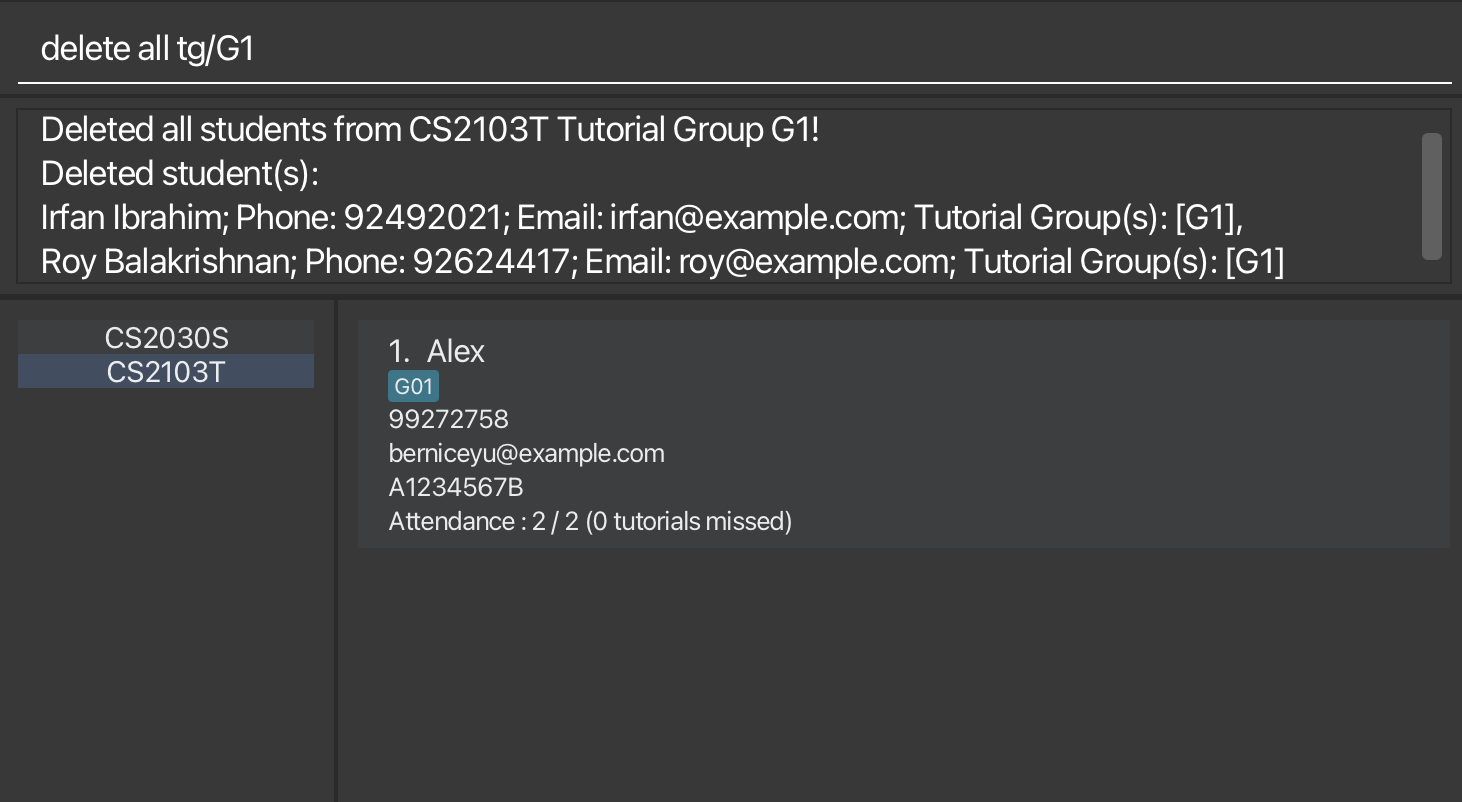 delete all tg/G1
Deleted all students from CS2103T Tutorial Group G1!
Deleted student(s):
Irfan Ibrahim; Phone: 92492021; Email: irfan@example.com; Tutorial Group(s): [G1],
Roy Balakrishnan; Phone: 92624417; Email: roy@example.com; Tutorial Group(s): [G1]
CS2030S
CS2103T
1. Alex
G01
99272758
berniceyu@example.com
A1234567B
Attendance : 2 / 2 (0 tutorials missed)